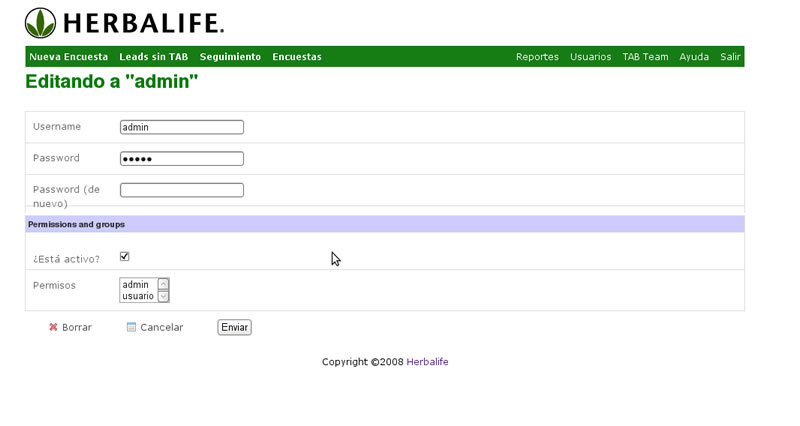 HERBALIFE.
Nueva Encuesta Leads sin TAB Seguimiento Encuestas Reportes Usuarios TAB Team Ayuda Salir
Editando a "admin"
Username admin
Password •••••
Password (de
nuevo)
Permissions and groups
¿Está activo?
Permisos admin
usuario
Borrar Cancelar Enviar
Copyright ©2008 Herbalife